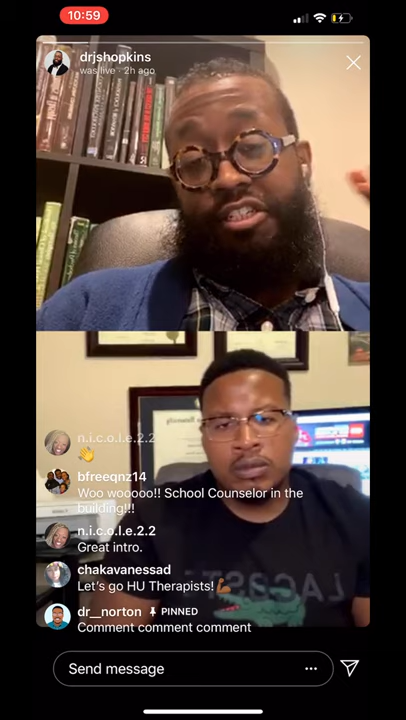 10:59
drjshopkins
was live · 2h ago
n.i.c.o.l.e.2.2
👋
bfreeqnz14
Woo wooooo!! School Counselor in the
building!!!
n.i.c.o.l.e.2.2
Great intro.
chakavanessad
Let's go HU Therapists!💪🏾
dr__norton PINNED
Comment comment comment
LACOSTE
Send message